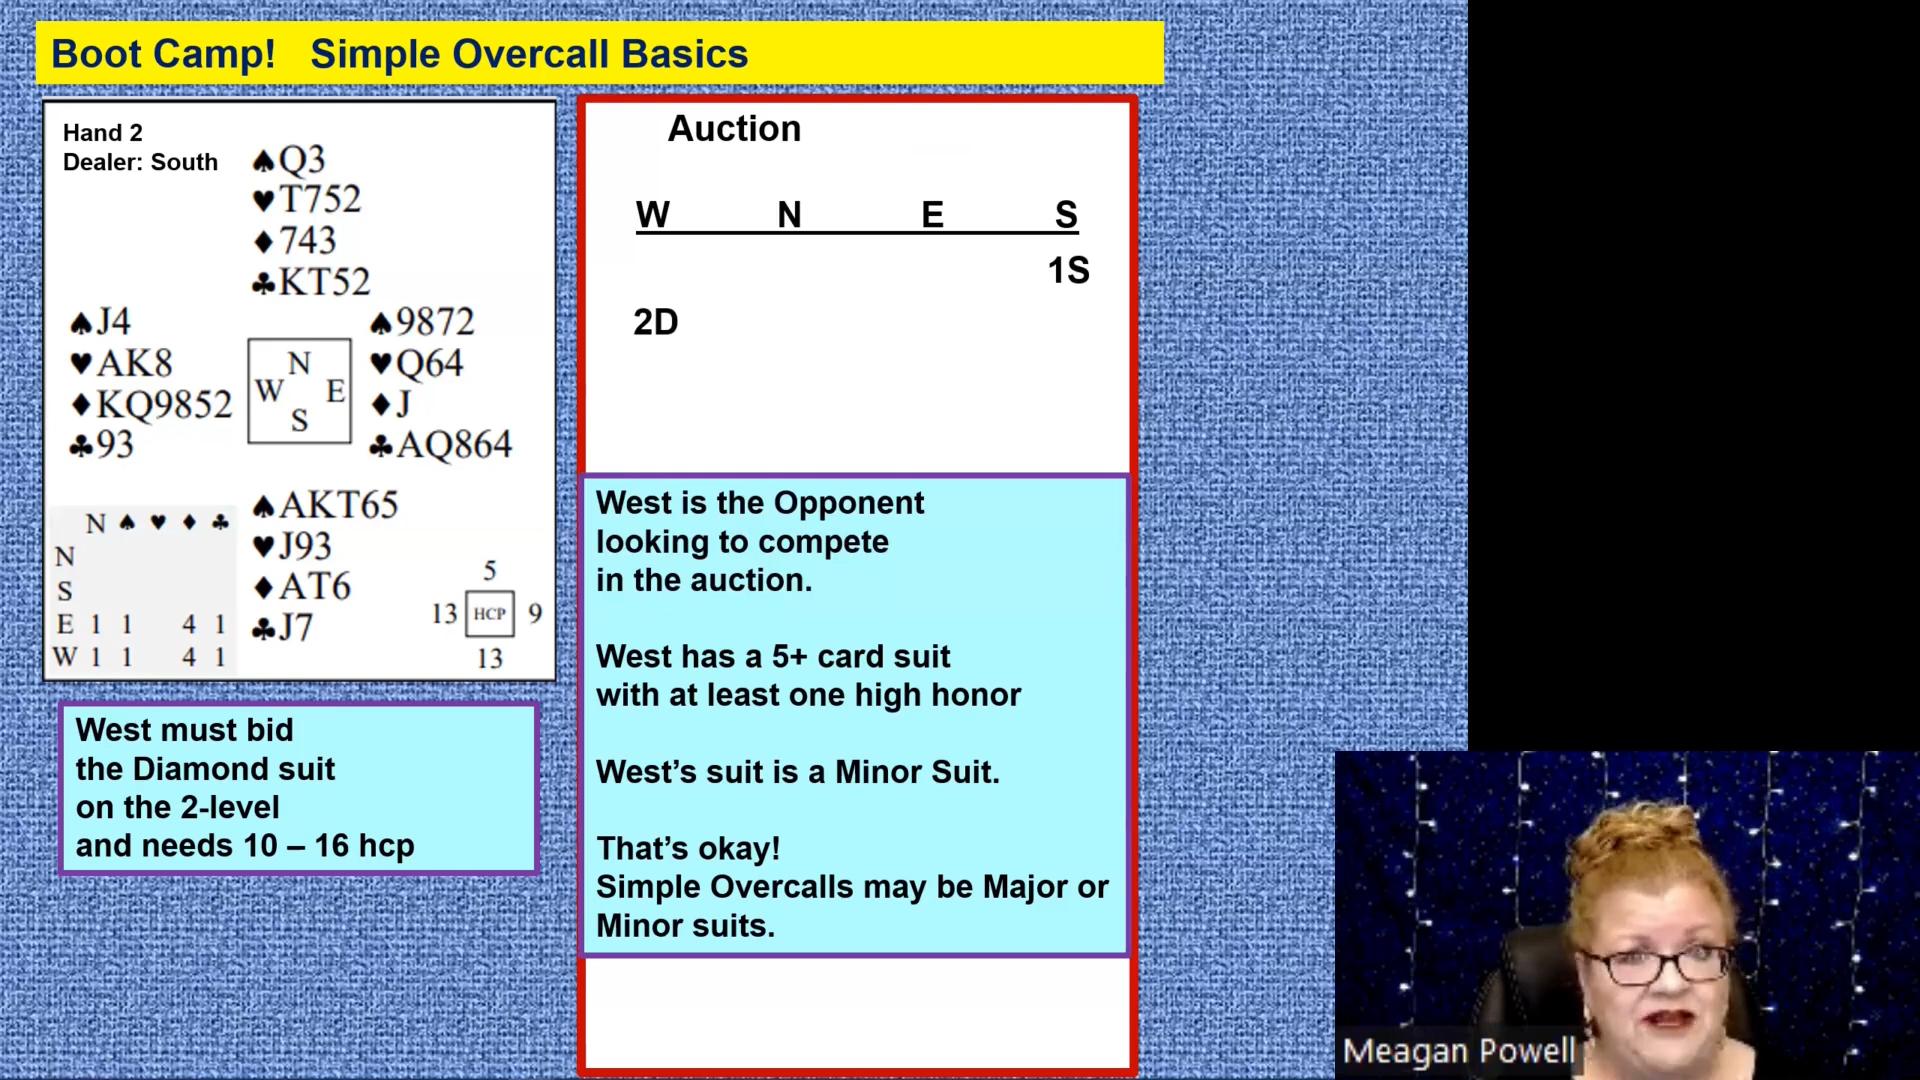 Boot Camp! Simple Overcall Basics
Hand 2
Dealer: South
♠Q3
♥T752
♦743
♣KT52
♠J4
♥AK8
♦KQ9852
♣93
N
W E
S
♠9872
♥Q64
♦J
♣AQ864
♠AKT65
♥J93
♦AT6
♣J7
N ♠ ♥ ♦ ♣
N
S
E 1 1 4 1
W 1 1 4 1
5
13 HCP 9
13
West must bid
the Diamond suit
on the 2-level
and needs 10 – 16 hcp
Auction
W N E S
1S
2D
West is the Opponent
looking to compete
in the auction.
West has a 5+ card suit
with at least one high honor
West’s suit is a Minor Suit.
That’s okay!
Simple Overcalls may be Major or
Minor suits.
Meagan Powell